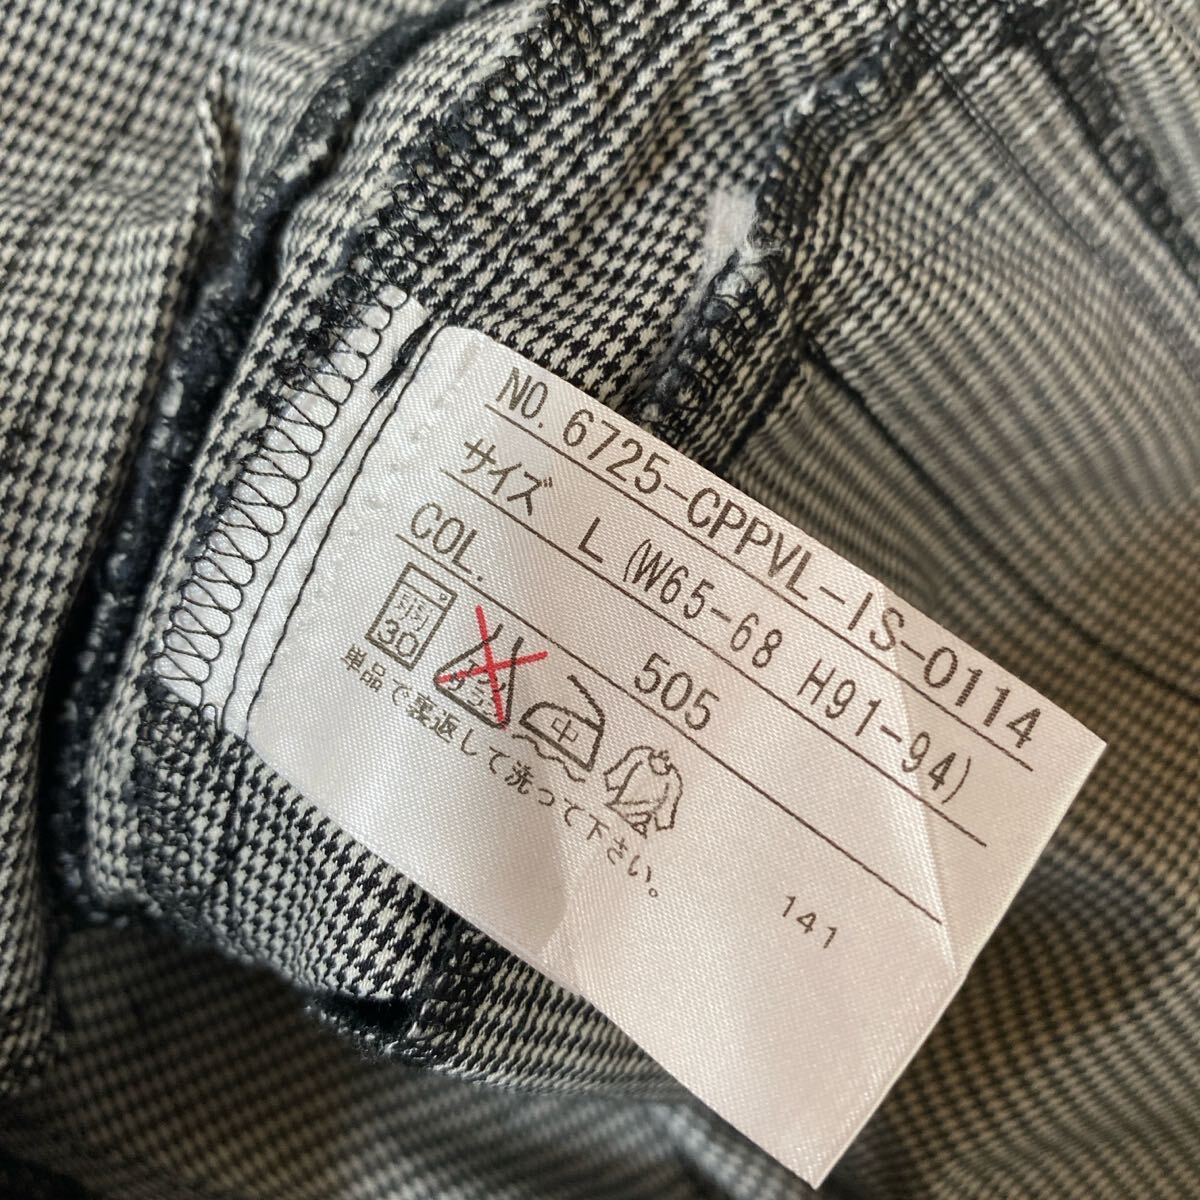 NO. 6725-CPPVL-IS-0114
サイズ L (W65-68 H91-94)
COL. 505
30
中
単品で裏返して洗って下さい。
141